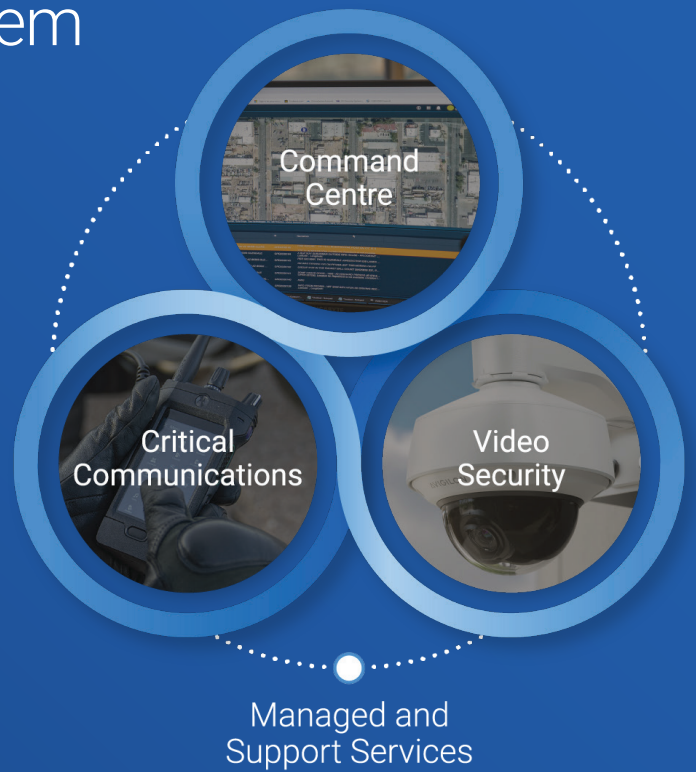 em
Command
Centre
Critical
Communications
Video
Security
Managed and
Support Services